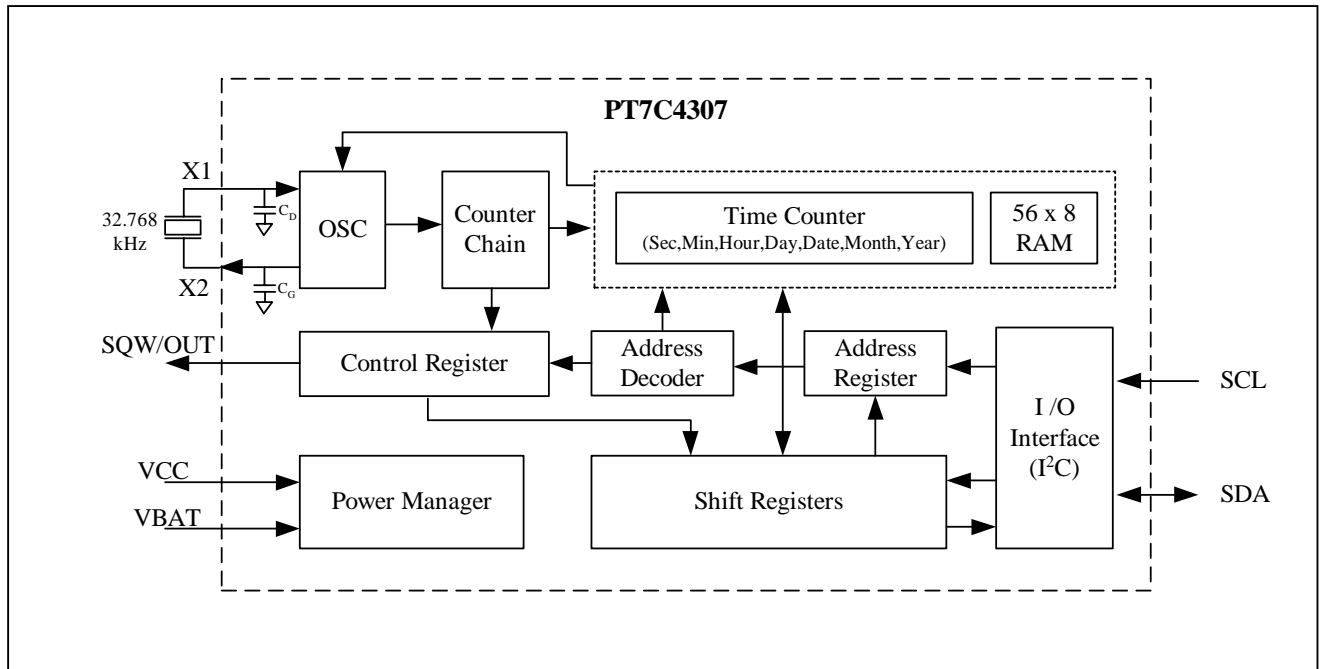 PT7C4307
X1
C_D
32.768
kHz
X2
C_G
OSC
Counter
Chain
Time Counter
(Sec,Min,Hour,Day,Date,Month,Year)
56 x 8
RAM
SQW/OUT
Control Register
Address
Decoder
Address
Register
I /O
Interface
(I²C)
SCL
SDA
VCC
VBAT
Power Manager
Shift Registers